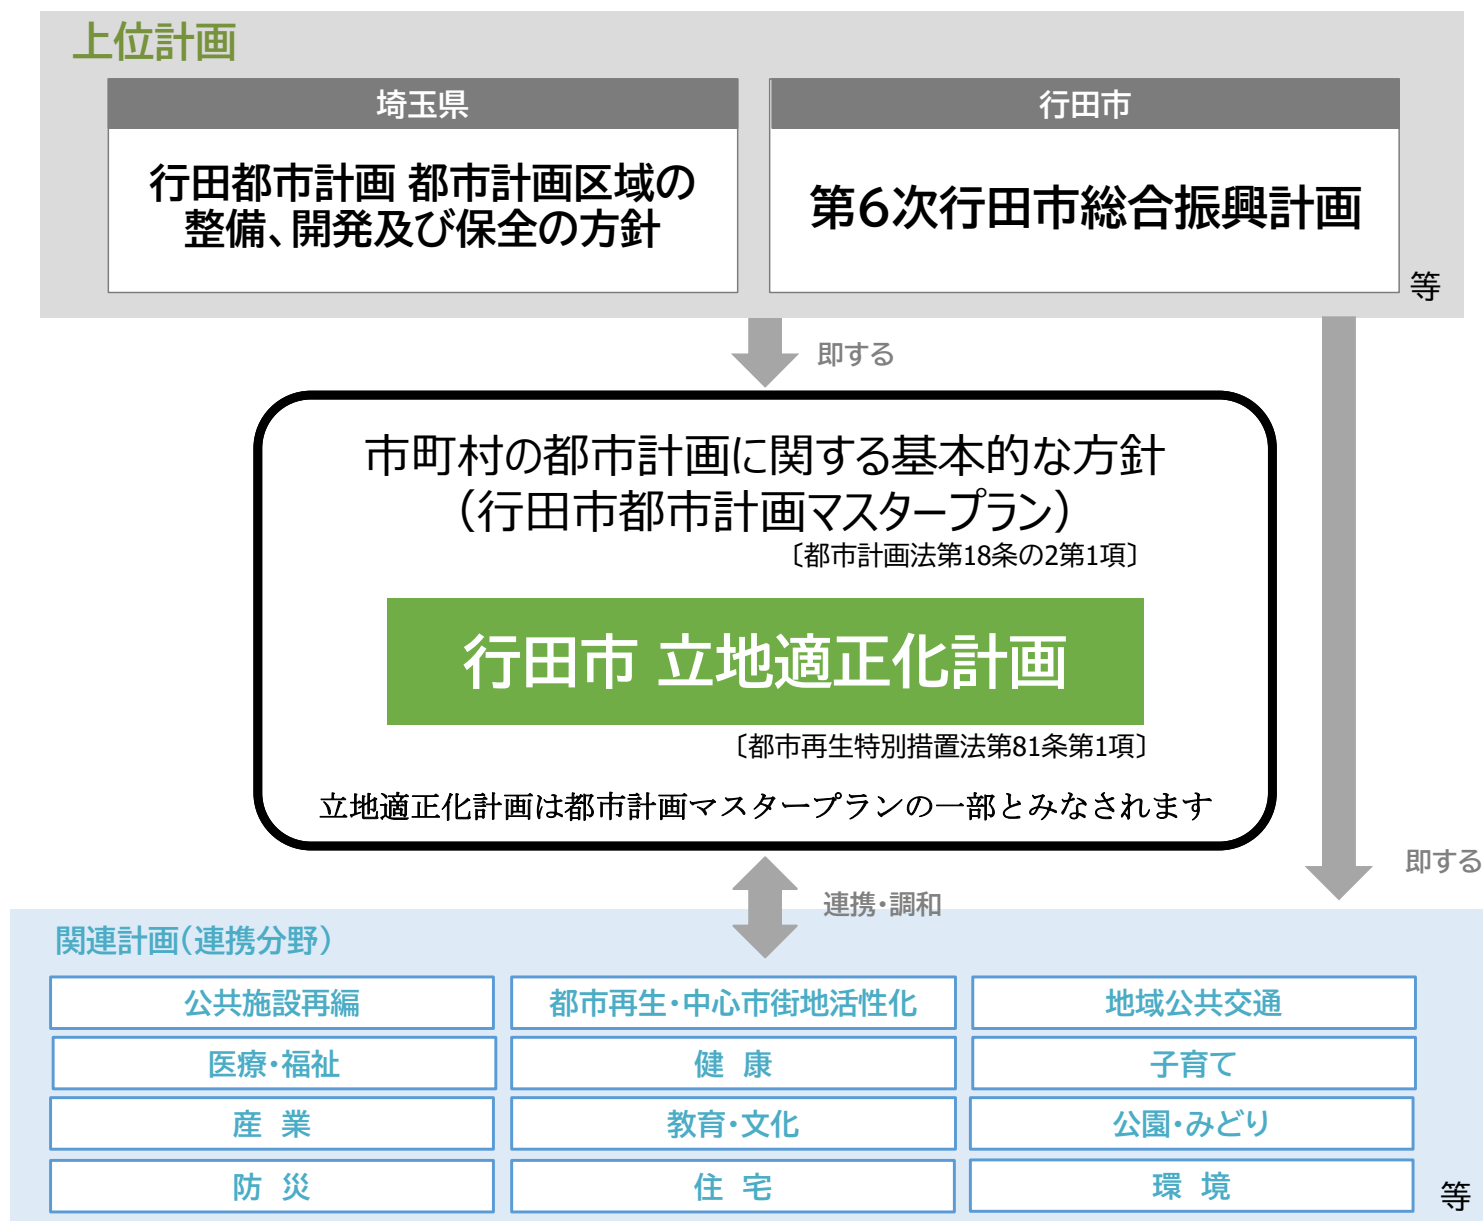 上位計画
埼玉県
行田都市計画 都市計画区域の
整備、開発及び保全の方針
行田市
第6次行田市総合振興計画
等
即する
市町村の都市計画に関する基本的な方針
（行田市都市計画マスタープラン）
〔都市計画法第18条の2第1項〕
行田市 立地適正化計画
〔都市再生特別措置法第81条第1項〕
立地適正化計画は都市計画マスタープランの一部とみなされます
即する
連携・調和
関連計画（連携分野）
公共施設再編
都市再生・中心市街地活性化
地域公共交通
医療・福祉
健 康
子育て
産 業
教育・文化
公園・みどり
防 災
住 宅
環 境
等